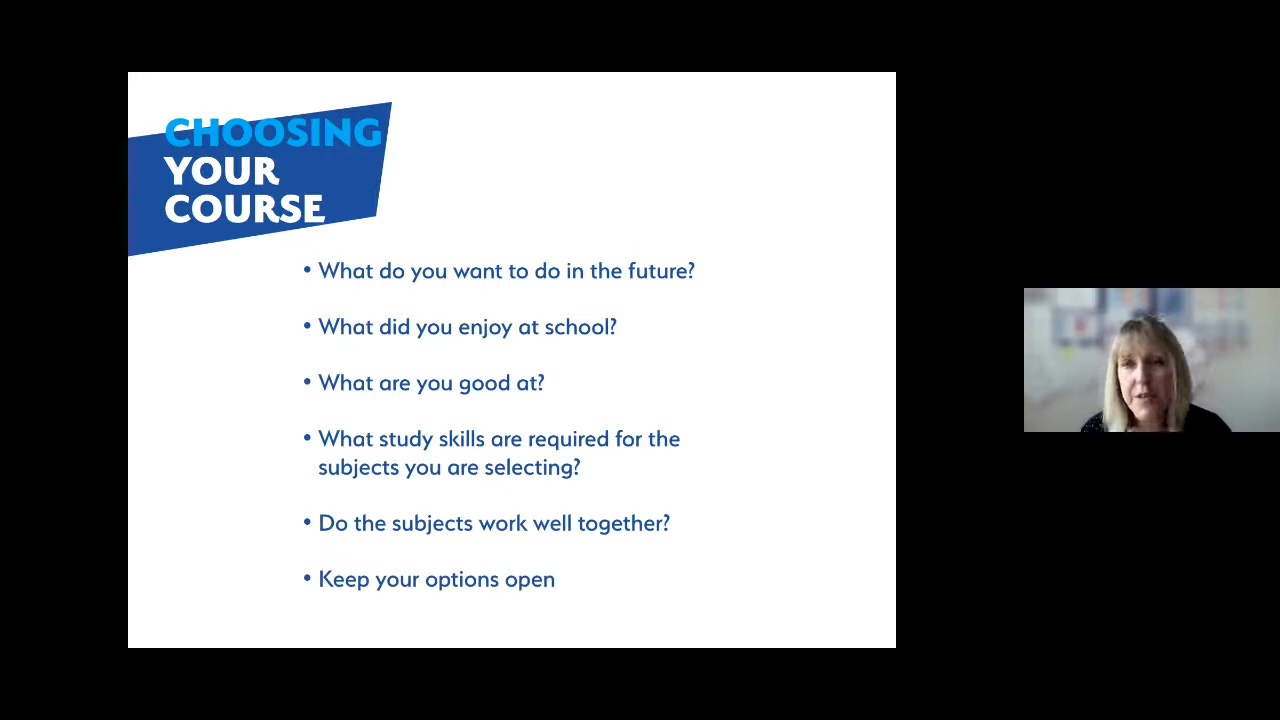 CHOOSING
YOUR
COURSE
• What do you want to do in the future?
• What did you enjoy at school?
• What are you good at?
• What study skills are required for the
subjects you are selecting?
• Do the subjects work well together?
• Keep your options open